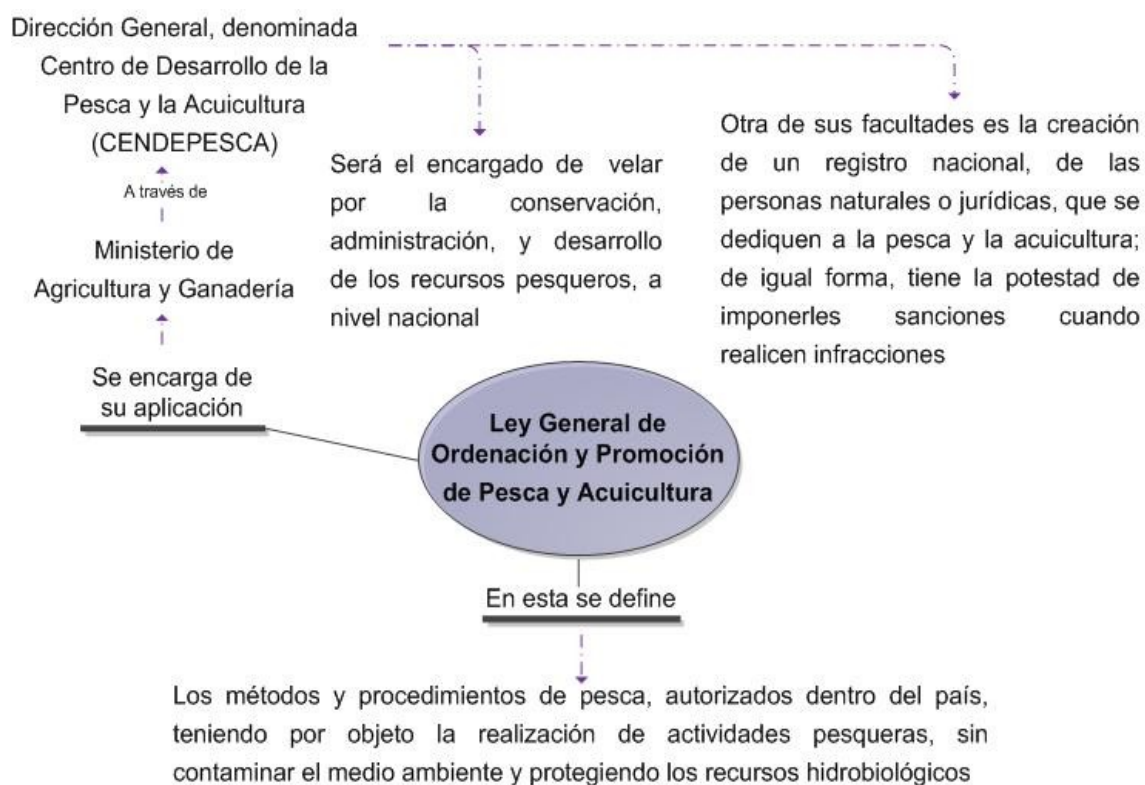 Dirección General, denominada
Centro de Desarrollo de la
Pesca y la Acuicultura
(CENDEPESCA)
A través de
Ministerio de
Agricultura y Ganadería
Se encarga de
su aplicación
Será el encargado de velar
por la conservación,
administración, y desarrollo
de los recursos pesqueros, a
nivel nacional
Otra de sus facultades es la creación
de un registro nacional, de las
personas naturales o jurídicas, que se
dediquen a la pesca y la acuicultura;
de igual forma, tiene la potestad de
imponerles sanciones cuando
realicen infracciones
Ley General de
Ordenación y Promoción
de Pesca y Acuicultura
En esta se define
Los métodos y procedimientos de pesca, autorizados dentro del país,
teniendo por objeto la realización de actividades pesqueras, sin
contaminar el medio ambiente y protegiendo los recursos hidrobiológicos